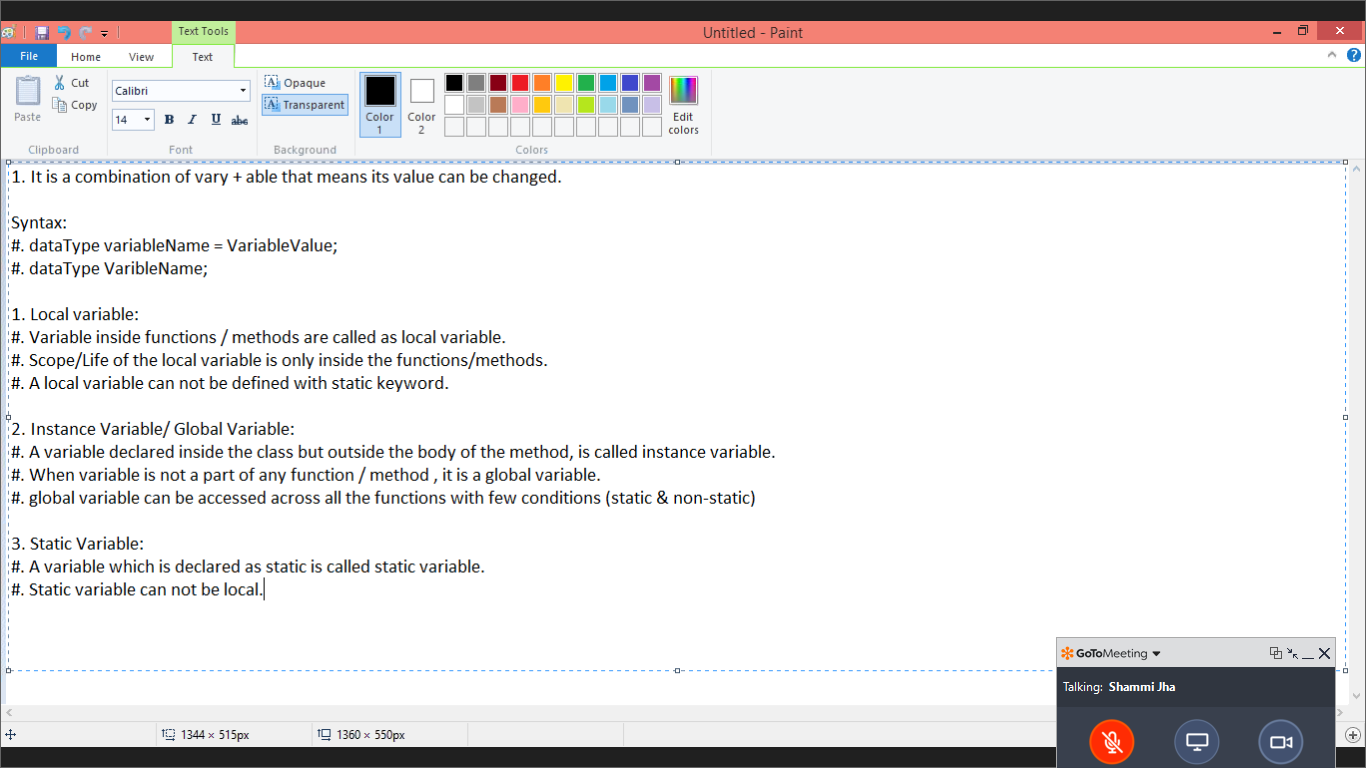 Text Tools
Untitled - Paint
File
Home
View
Text
Paste
Cut
Copy
Clipboard
Calibri
14
B I U abc
Font
Opaque
Transparent
Background
Color 1
Color 2
Edit colors
Colors
1. It is a combination of vary + able that means its value can be changed.
Syntax:
#. dataType variableName = VariableValue;
#. dataType VaribleName;
1. Local variable:
#. Variable inside functions / methods are called as local variable.
#. Scope/Life of the local variable is only inside the functions/methods.
#. A local variable can not be defined with static keyword.
2. Instance Variable/ Global Variable:
#. A variable declared inside the class but outside the body of the method, is called instance variable.
#. When variable is not a part of any function / method , it is a global variable.
#. global variable can be accessed across all the functions with few conditions (static & non-static)
3. Static Variable:
#. A variable which is declared as static is called static variable.
#. Static variable can not be local.
GoToMeeting
Talking: Shammi Jha
1344 × 515px
1360 × 550px